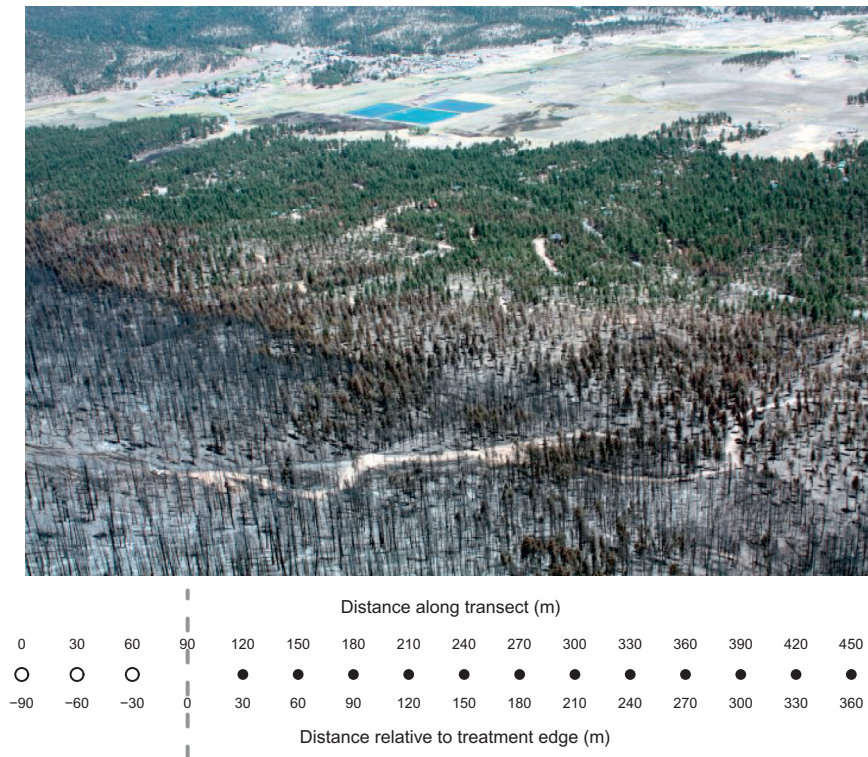 Distance along transect (m)
0 30 60 90 120 150 180 210 240 270 300 330 360 390 420 450
−90 −60 −30 0 30 60 90 120 150 180 210 240 270 300 330 360
Distance relative to treatment edge (m)